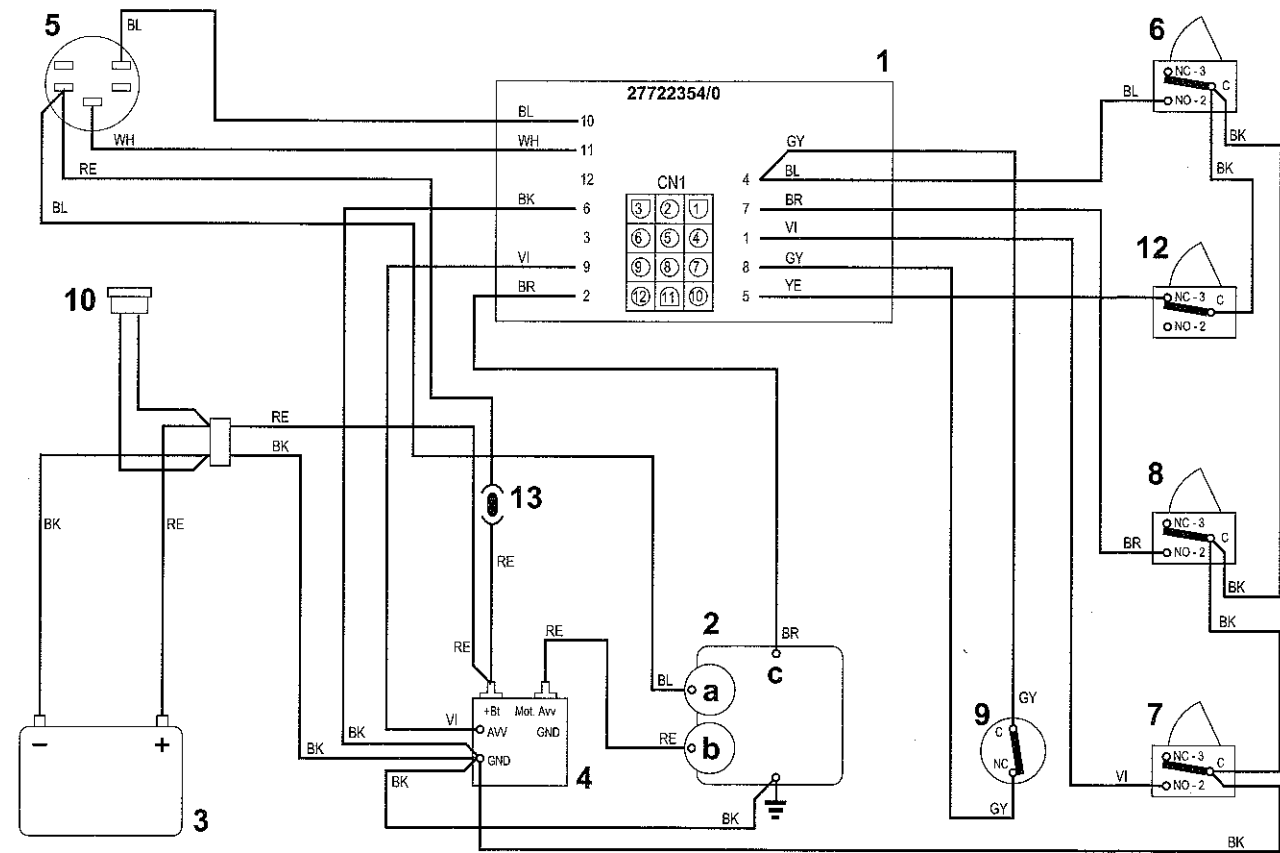 5
BL
6
1
27722354/0
NC - 3
C
NO - 2
BL
BL
10
GY
BK
WH
WH
11
RE
12
CN1
4
BL
BK
BL
BK
6
3
2
1
7
BR
3
6
5
4
1
VI
12
VI
9
9
8
7
8
GY
10
BR
2
12
11
10
5
YE
NC - 3
C
NO - 2
RE
BK
8
13
NC - 3
C
BR
NO - 2
BK
RE
BK
RE
BK
2
RE
RE
BR
c
BL
a
GY
7
+Bt
Mot. Avv
9
VI
AVV
GND
C
NC - 3
C
BK
RE
b
NC
VI
NO - 2
−
+
BK
GND
4
BK
GY
3
BK
BK